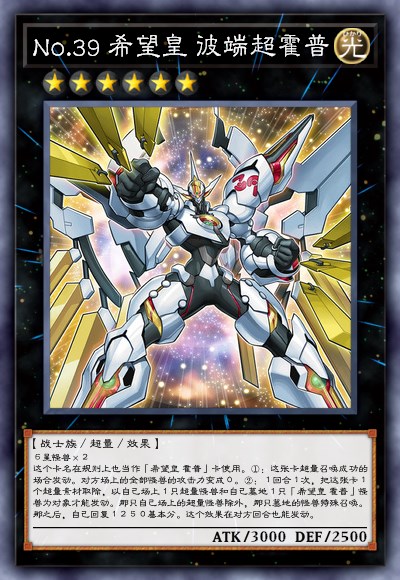 No.39 希望皇 波端超霍普
光
39
【战士族/超量/效果】
6星怪兽×2
这个卡名在规则上也当作「希望皇 霍普」卡使用。①：这张卡超量召唤成功的
场合发动。对方场上的全部怪兽的攻击力变成0。②：1回合1次，把这张卡1
个超量素材取除，以自己场上1只超量怪兽和自己墓地1只「希望皇 霍普」怪
兽为对象才能发动。那只自己场上的超量怪兽除外，那只墓地的怪兽特殊召唤。
那之后，自己回复1250基本分。这个效果在对方回合也能发动。
ATK/3000 DEF/2500